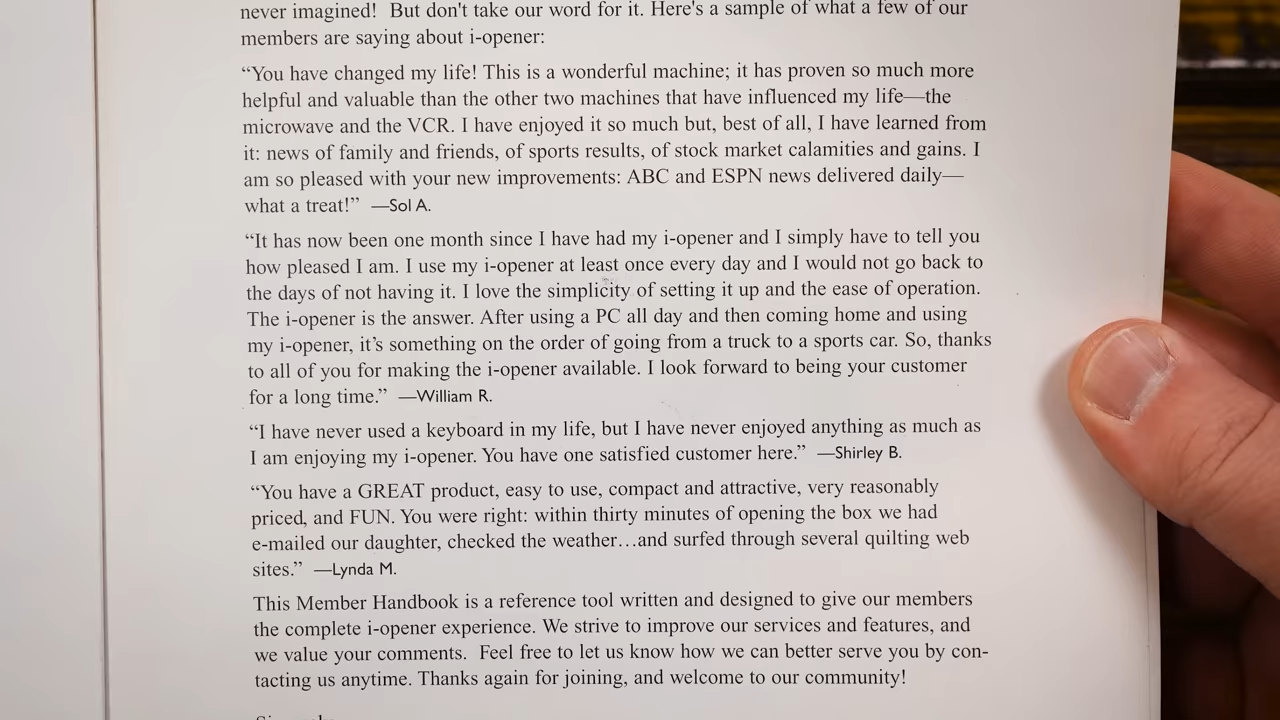 never imagined!  But don't take our word for it. Here's a sample of what a few of our
members are saying about i-opener:
“You have changed my life! This is a wonderful machine; it has proven so much more
helpful and valuable than the other two machines that have influenced my life—the
microwave and the VCR. I have enjoyed it so much but, best of all, I have learned from
it: news of family and friends, of sports results, of stock market calamities and gains. I
am so pleased with your new improvements: ABC and ESPN news delivered daily—
what a treat!”  —Sol A.
“It has now been one month since I have had my i-opener and I simply have to tell you
how pleased I am. I use my i-opener at least once every day and I would not go back to
the days of not having it. I love the simplicity of setting it up and the ease of operation.
The i-opener is the answer. After using a PC all day and then coming home and using
my i-opener, it’s something on the order of going from a truck to a sports car. So, thanks
to all of you for making the i-opener available. I look forward to being your customer
for a long time.”  —William R.
“I have never used a keyboard in my life, but I have never enjoyed anything as much as
I am enjoying my i-opener. You have one satisfied customer here.”  —Shirley B.
“You have a GREAT product, easy to use, compact and attractive, very reasonably
priced, and FUN. You were right: within thirty minutes of opening the box we had
e-mailed our daughter, checked the weather…and surfed through several quilting web
sites.”  —Lynda M.
This Member Handbook is a reference tool written and designed to give our members
the complete i-opener experience. We strive to improve our services and features, and
we value your comments.  Feel free to let us know how we can better serve you by con-
tacting us anytime. Thanks again for joining, and welcome to our community!